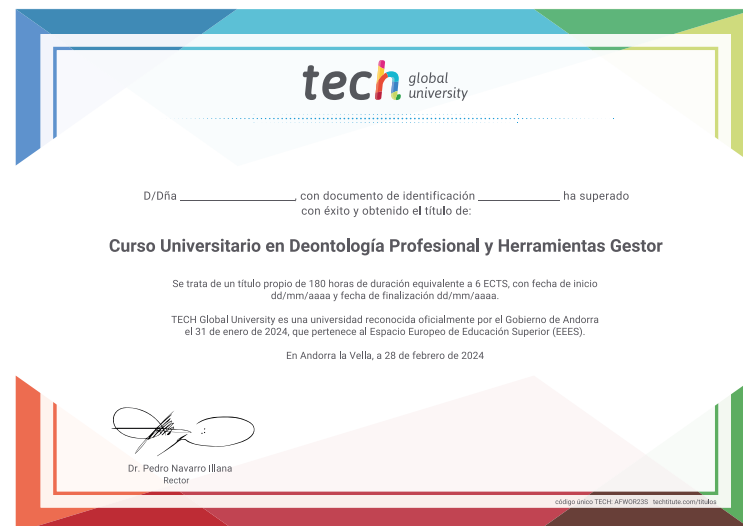 tech global university
D/Dña ____________________, con documento de identificación ______________ ha superado
con éxito y obtenido el título de:
Curso Universitario en Deontología Profesional y Herramientas Gestor
Se trata de un título propio de 180 horas de duración equivalente a 6 ECTS, con fecha de inicio
dd/mm/aaaa y fecha de finalización dd/mm/aaaa.
TECH Global University es una universidad reconocida oficialmente por el Gobierno de Andorra
el 31 de enero de 2024, que pertenece al Espacio Europeo de Educación Superior (EEES).
En Andorra la Vella, a 28 de febrero de 2024
Dr. Pedro Navarro Illana
Rector
código único TECH: AFWOR23S techtitute.com/titulos